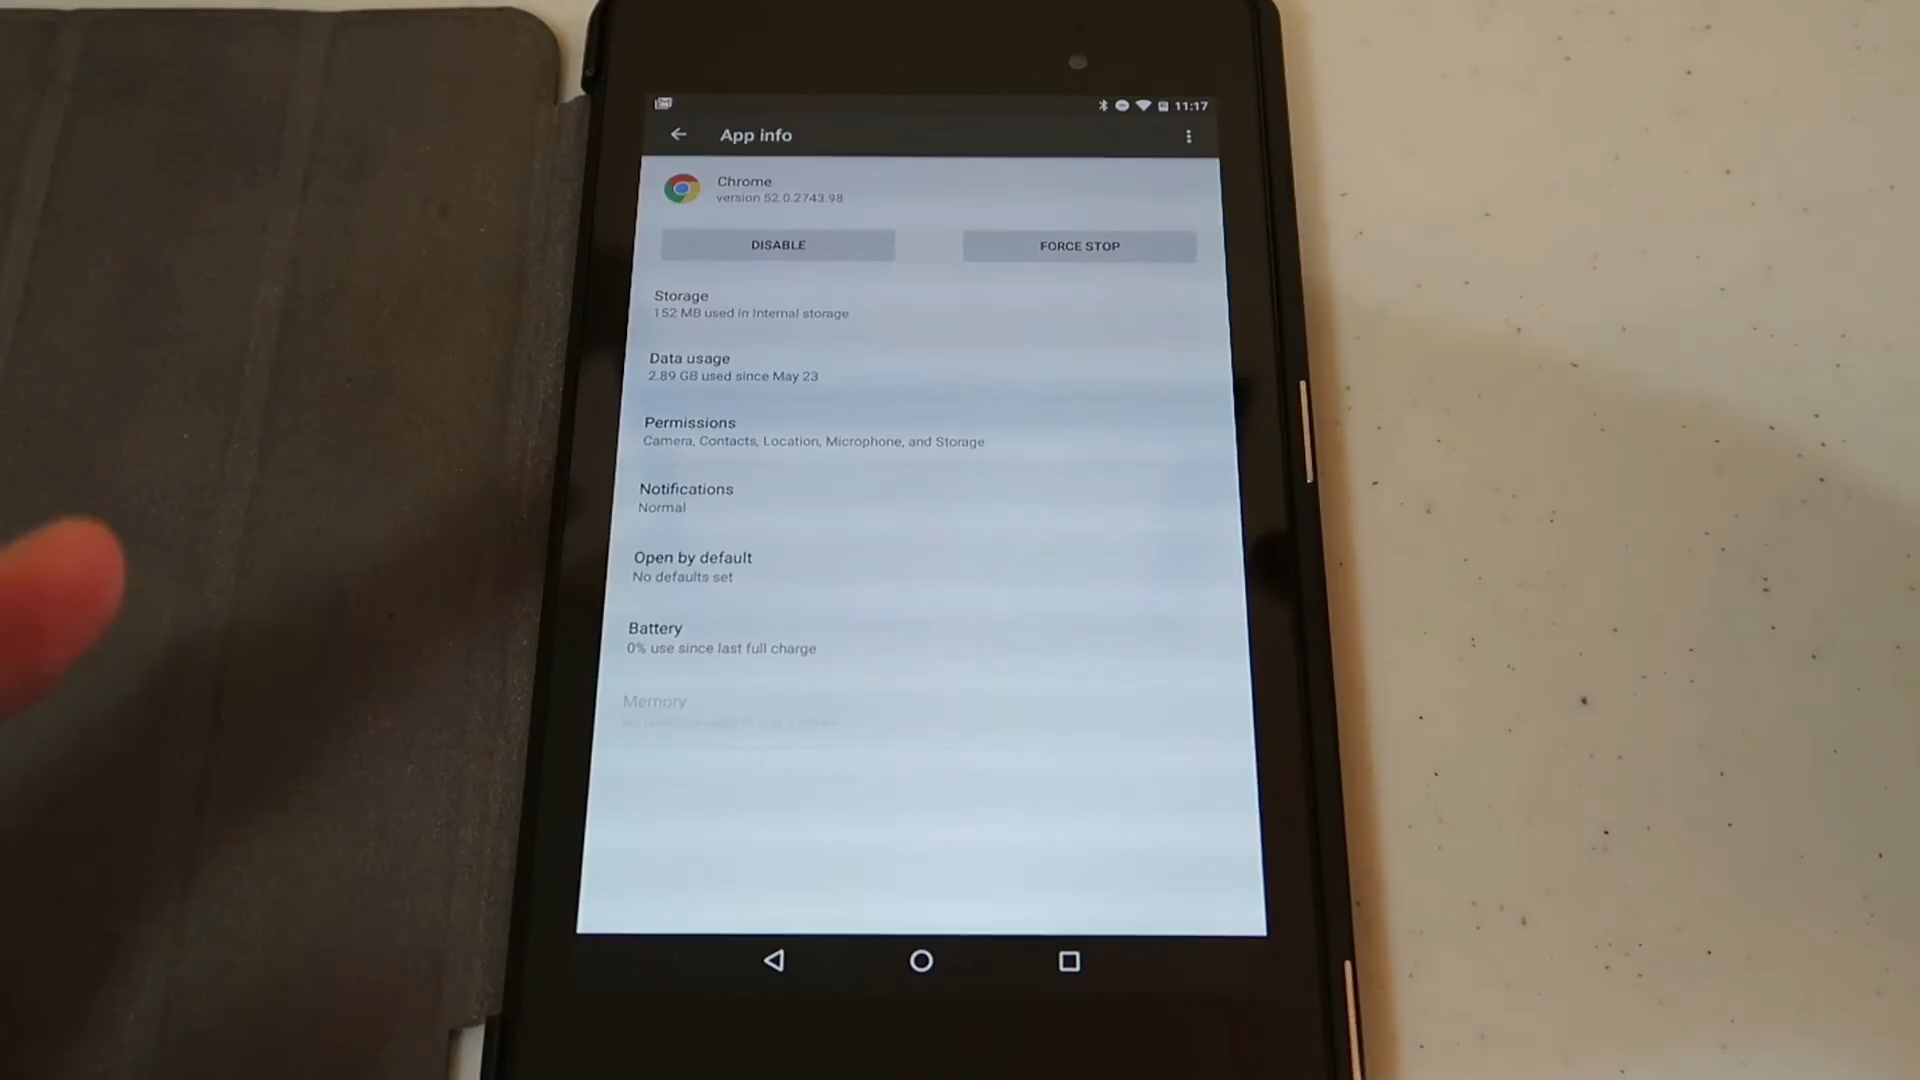 11:17
App info
Chrome
version 52.0.2743.98
DISABLE
FORCE STOP
Storage
152 MB used in Internal storage
Data usage
2.89 GB used since May 23
Permissions
Camera, Contacts, Location, Microphone, and Storage
Notifications
Normal
Open by default
No defaults set
Battery
0% use since last full charge
Memory